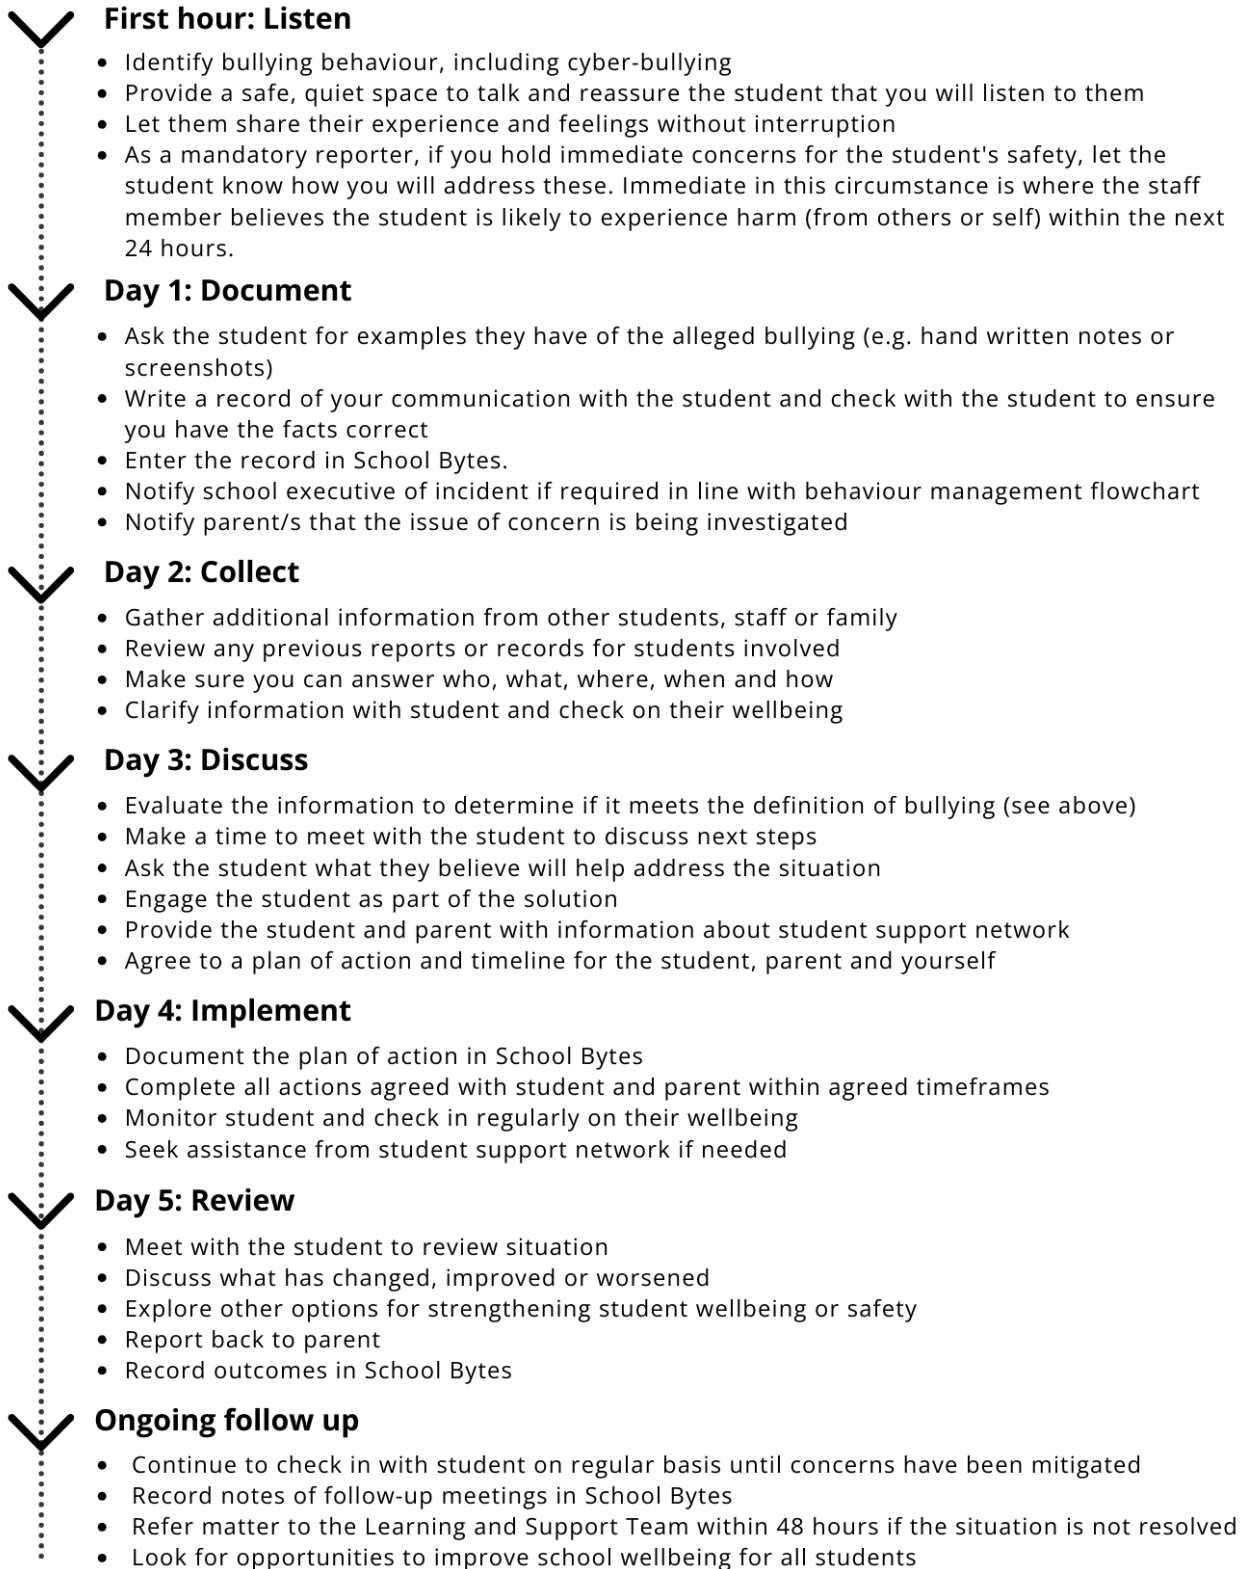 First hour: Listen
• Identify bullying behaviour, including cyber-bullying
• Provide a safe, quiet space to talk and reassure the student that you will listen to them
• Let them share their experience and feelings without interruption
• As a mandatory reporter, if you hold immediate concerns for the student's safety, let the
student know how you will address these. Immediate in this circumstance is where the staff
member believes the student is likely to experience harm (from others or self) within the next
24 hours.
Day 1: Document
• Ask the student for examples they have of the alleged bullying (e.g. hand written notes or
screenshots)
• Write a record of your communication with the student and check with the student to ensure
you have the facts correct
• Enter the record in School Bytes.
• Notify school executive of incident if required in line with behaviour management flowchart
• Notify parent/s that the issue of concern is being investigated
Day 2: Collect
• Gather additional information from other students, staff or family
• Review any previous reports or records for students involved
• Make sure you can answer who, what, where, when and how
• Clarify information with student and check on their wellbeing
Day 3: Discuss
• Evaluate the information to determine if it meets the definition of bullying (see above)
• Make a time to meet with the student to discuss next steps
• Ask the student what they believe will help address the situation
• Engage the student as part of the solution
• Provide the student and parent with information about student support network
• Agree to a plan of action and timeline for the student, parent and yourself
Day 4: Implement
• Document the plan of action in School Bytes
• Complete all actions agreed with student and parent within agreed timeframes
• Monitor student and check in regularly on their wellbeing
• Seek assistance from student support network if needed
Day 5: Review
• Meet with the student to review situation
• Discuss what has changed, improved or worsened
• Explore other options for strengthening student wellbeing or safety
• Report back to parent
• Record outcomes in School Bytes
Ongoing follow up
• Continue to check in with student on regular basis until concerns have been mitigated
• Record notes of follow-up meetings in School Bytes
• Refer matter to the Learning and Support Team within 48 hours if the situation is not resolved
• Look for opportunities to improve school wellbeing for all students